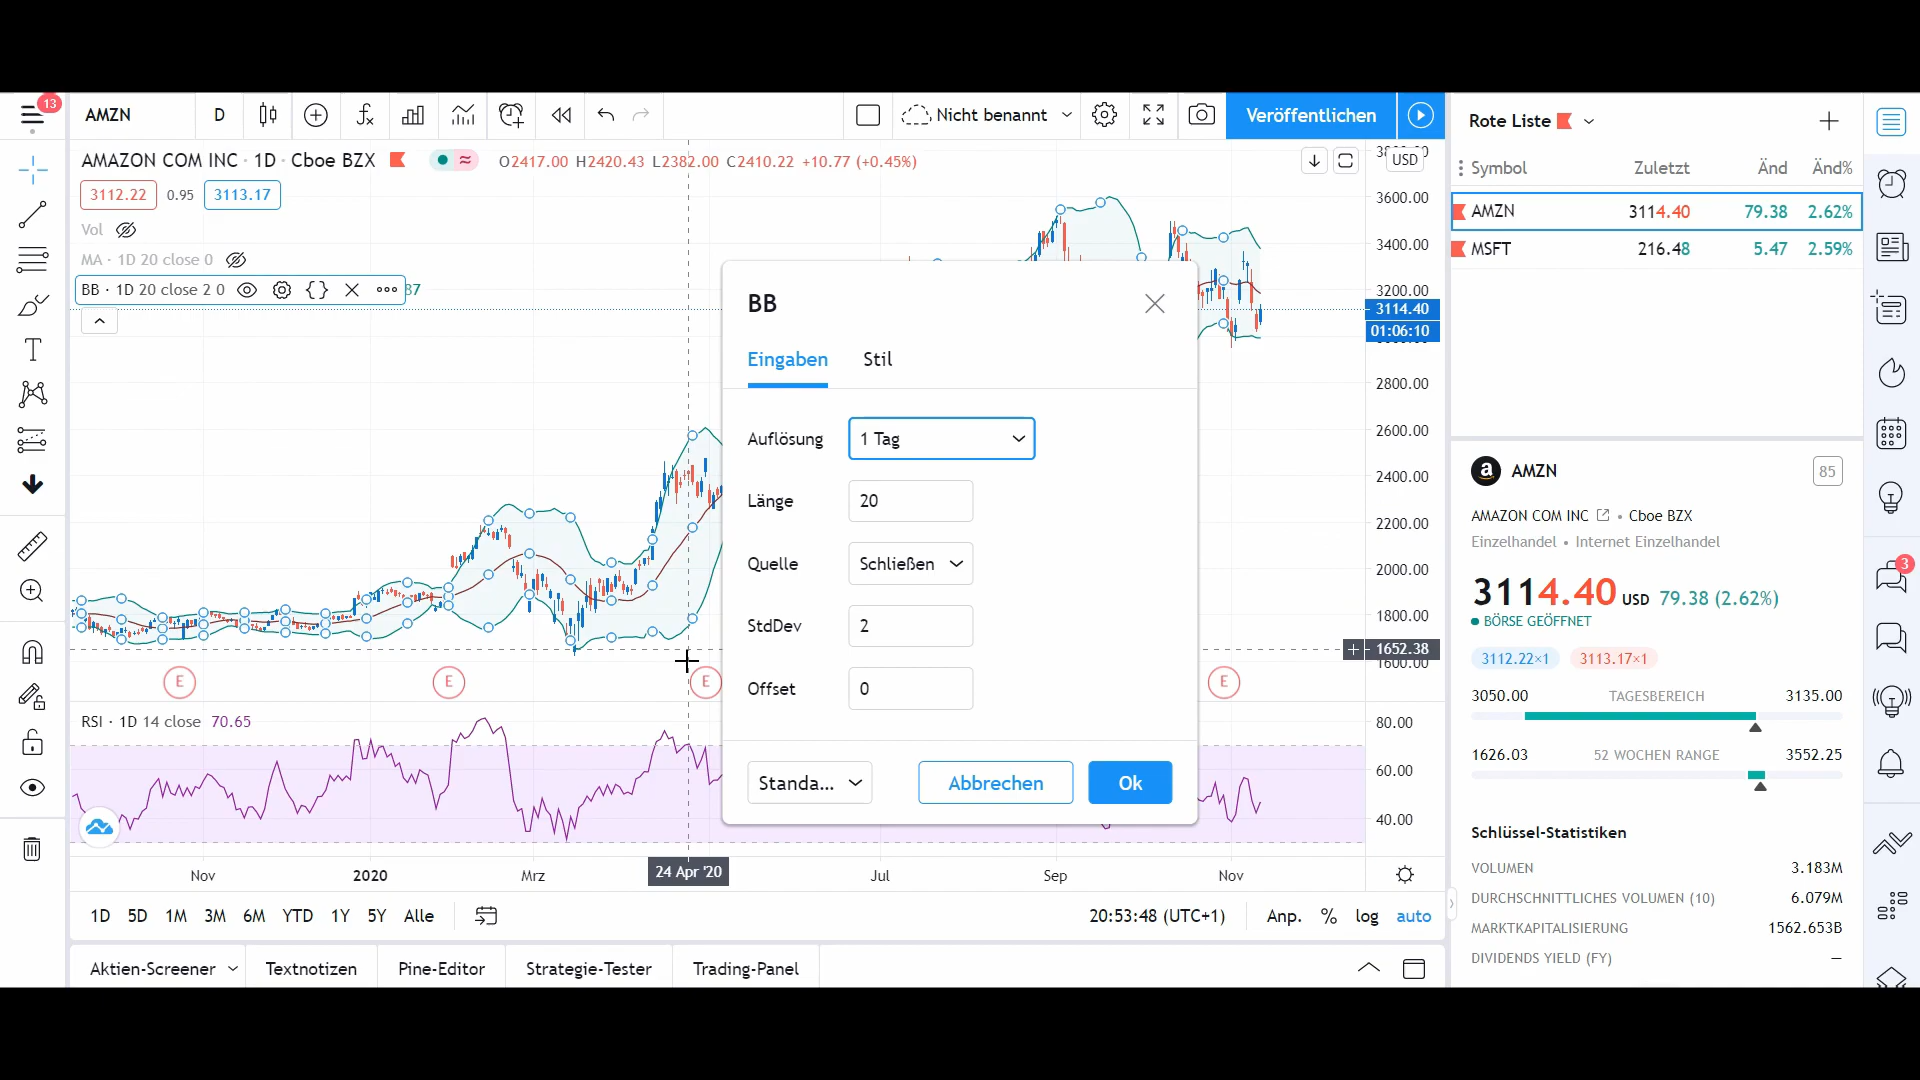 13
AMZN
D
Nicht benannt
Veröffentlichen
AMAZON COM INC · 1D · Cboe BZX
O2417.00 H2420.43 L2382.00 C2410.22 +10.77 (+0.45%)
USD
3112.22 0.95 3113.17
Vol
MA · 1D 20 close 0
BB · 1D 20 close 2 0
37
3600.00
3400.00
3200.00
3114.40
01:06:10
2800.00
2600.00
2400.00
2200.00
2000.00
1800.00
1652.38
1600.00
E
E
E
E
RSI · 1D 14 close 70.65
80.00
60.00
40.00
Nov
2020
Mrz
24 Apr '20
Jul
Sep
Nov
BB
Eingaben
Stil
Auflösung 1 Tag
Länge 20
Quelle Schließen
StdDev 2
Offset 0
Standa...
Abbrechen
Ok
1D 5D 1M 3M 6M YTD 1Y 5Y Alle
20:53:48 (UTC+1)
Anp. % log auto
Aktien-Screener
Textnotizen
Pine-Editor
Strategie-Tester
Trading-Panel
Rote Liste
Symbol Zuletzt Änd Änd%
AMZN 3114.40 79.38 2.62%
MSFT 216.48 5.47 2.59%
a AMZN 85
AMAZON COM INC • Cboe BZX
Einzelhandel • Internet Einzelhandel
3114.40 USD 79.38 (2.62%)
BÖRSE GEÖFFNET
3112.22×1 3113.17×1
3050.00 TAGESBEREICH 3135.00
1626.03 52 WOCHEN RANGE 3552.25
Schlüssel-Statistiken
VOLUMEN 3.183M
DURCHSCHNITTLICHES VOLUMEN (10) 6.079M
MARKTKAPITALISIERUNG 1562.653B
DIVIDENDS YIELD (FY) —
3